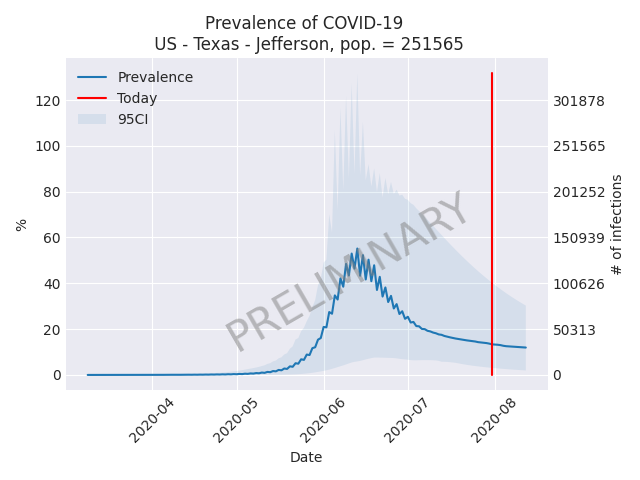 Prevalence of COVID-19
US - Texas - Jefferson, pop. = 251565
Prevalence
Today
95CI
120
100
80
60
40
20
0
%
301878
251565
201252
150939
100626
50313
0
# of infections
PRELIMINARY
2020-04
2020-05
2020-06
2020-07
2020-08
Date